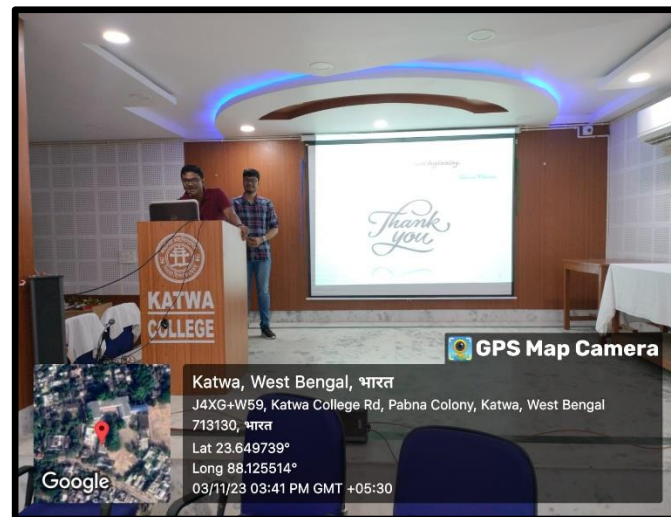 beginning.
Thank
you
KATWA
COLLEGE
GPS Map Camera
Katwa, West Bengal, भारत
J4XG+W59, Katwa College Rd, Pabna Colony, Katwa, West Bengal
713130, भारत
Lat 23.649739°
Long 88.125514°
03/11/23 03:41 PM GMT +05:30
Google